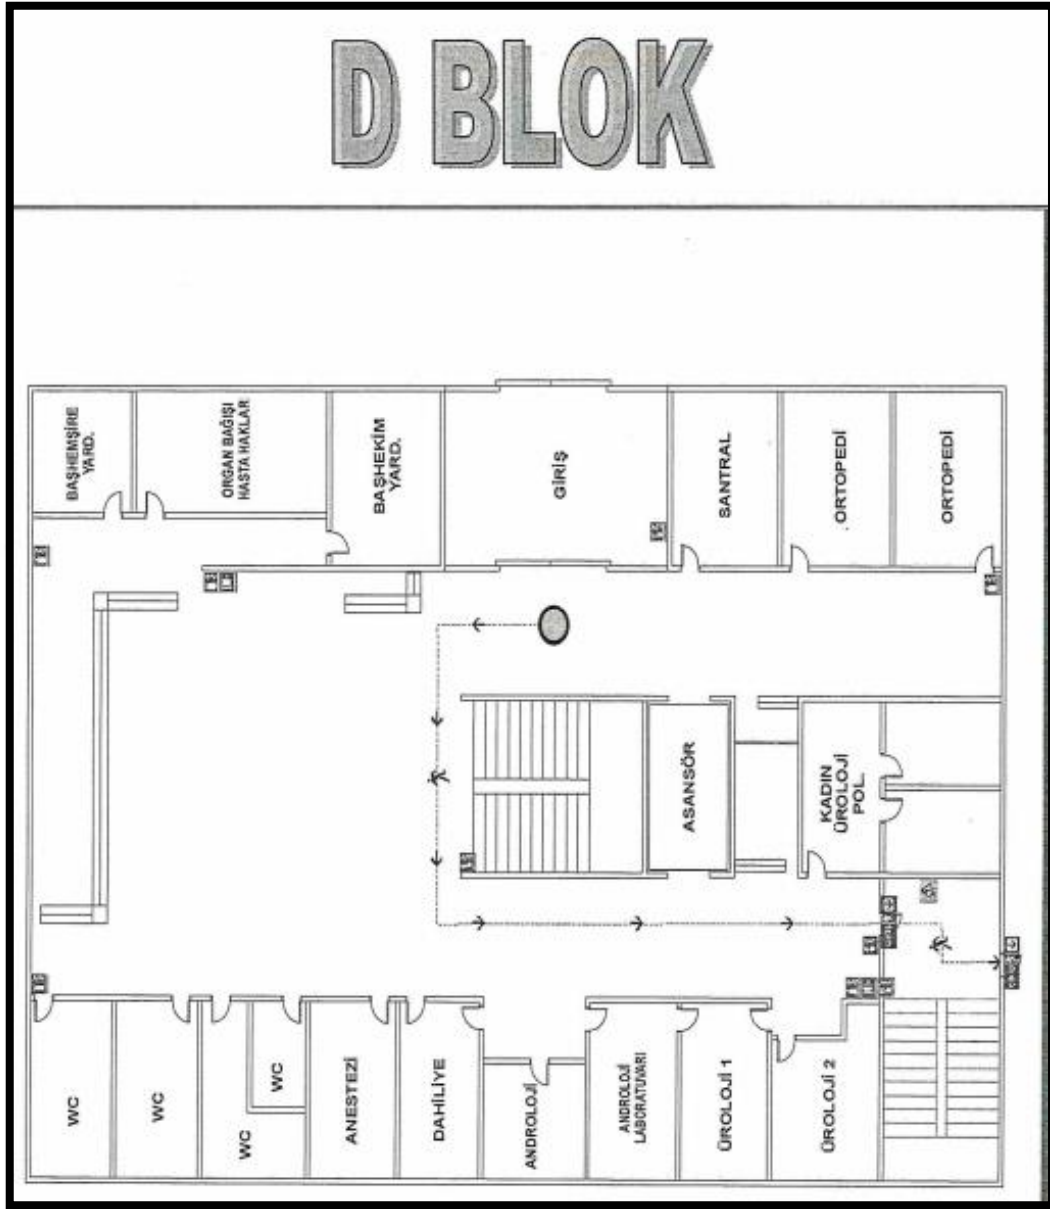 D BLOK
BAŞHEMŞİRE
YARD.
ORGAN BAĞIŞI
HASTA HAKLAR
BAŞHEKİM
YARD.
GİRİŞ
SANTRAL
ORTOPEDİ
ORTOPEDİ
ASANSÖR
KADIN
ÜROLOJİ
POL.
WC
WC
WC
WC
ANESTEZİ
DAHİLİYE
ANDROLOJİ
ANDROLOJİ
LABORATUVARI
ÜROLOJİ 1
ÜROLOJİ 2